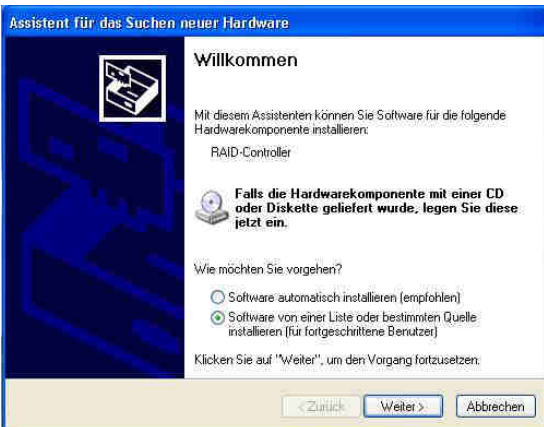 Assistent für das Suchen neuer Hardware
Willkommen
Mit diesem Assistenten können Sie Software für die folgende
Hardwarekomponente installieren:
RAID-Controller
Falls die Hardwarekomponente mit einer CD
oder Diskette geliefert wurde, legen Sie diese
jetzt ein.
Wie möchten Sie vorgehen?
Software automatisch installieren (empfohlen)
Software von einer Liste oder bestimmten Quelle
installieren (für fortgeschrittene Benutzer)
Klicken Sie auf "Weiter", um den Vorgang fortzusetzen.
< Zurück Weiter > Abbrechen